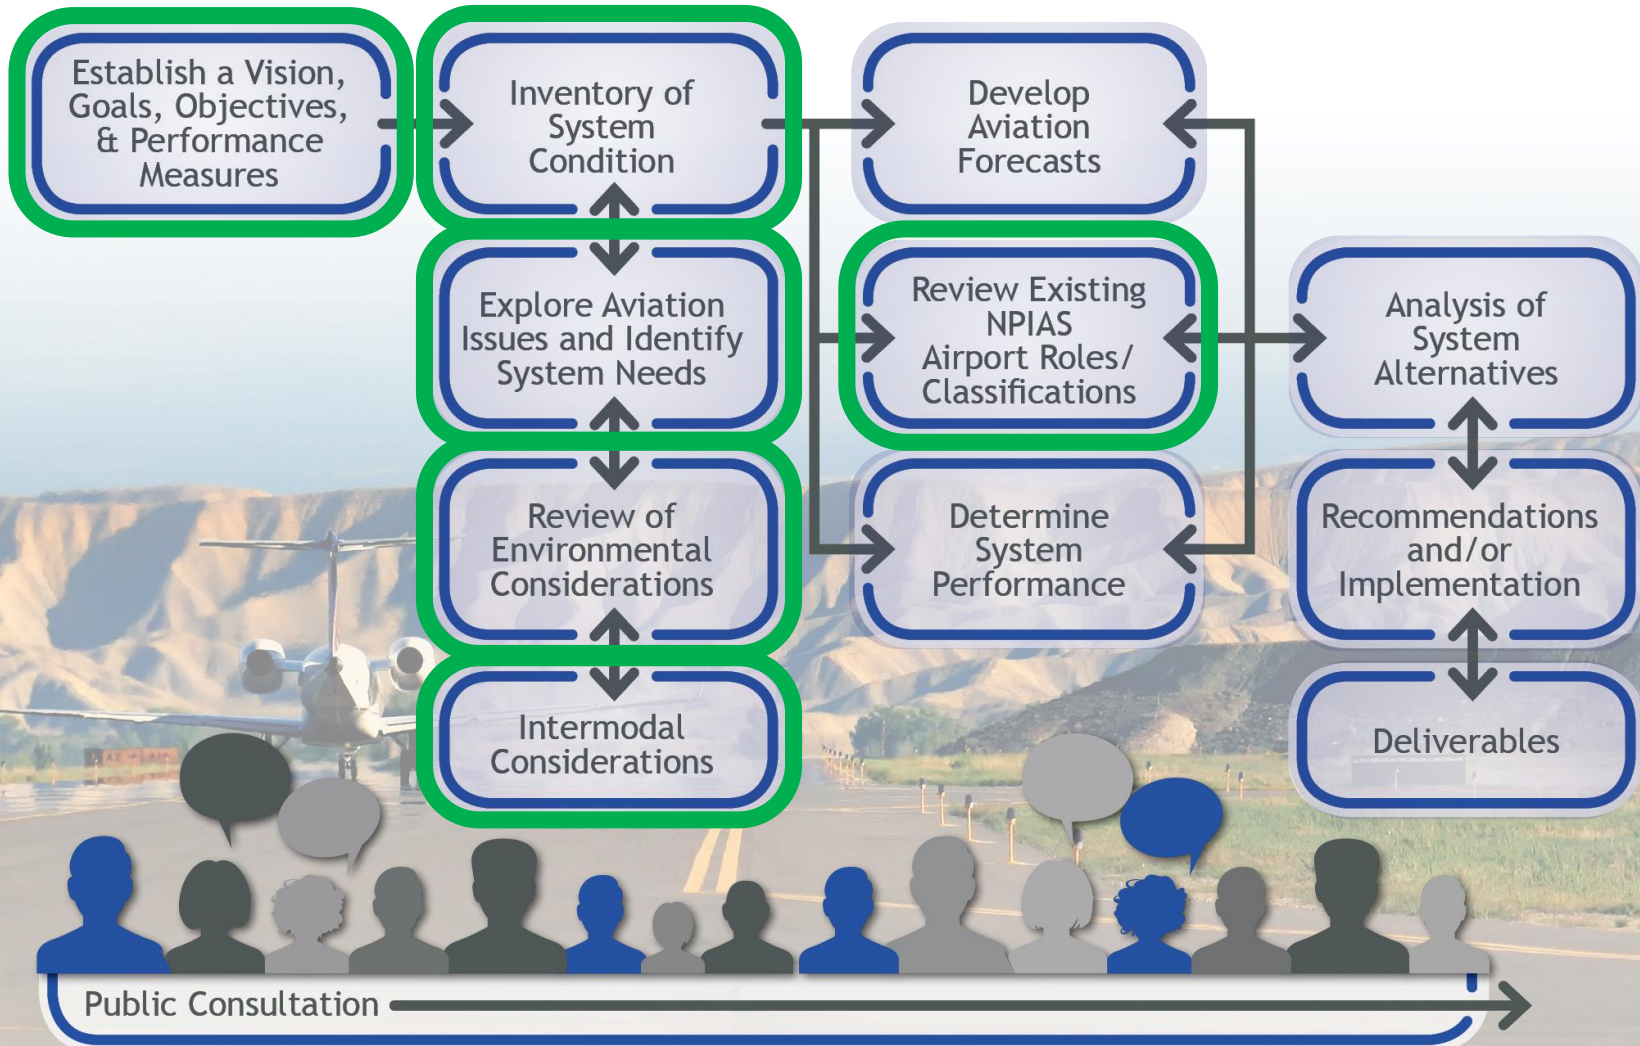 Establish a Vision,
Goals, Objectives,
& Performance
Measures
Inventory of
System
Condition
Develop
Aviation
Forecasts
Explore Aviation
Issues and Identify
System Needs
Review Existing
NPIAS
Airport Roles/
Classifications
Analysis of
System
Alternatives
Review of
Environmental
Considerations
Determine
System
Performance
Recommendations
and/or
Implementation
Intermodal
Considerations
Deliverables
Public Consultation